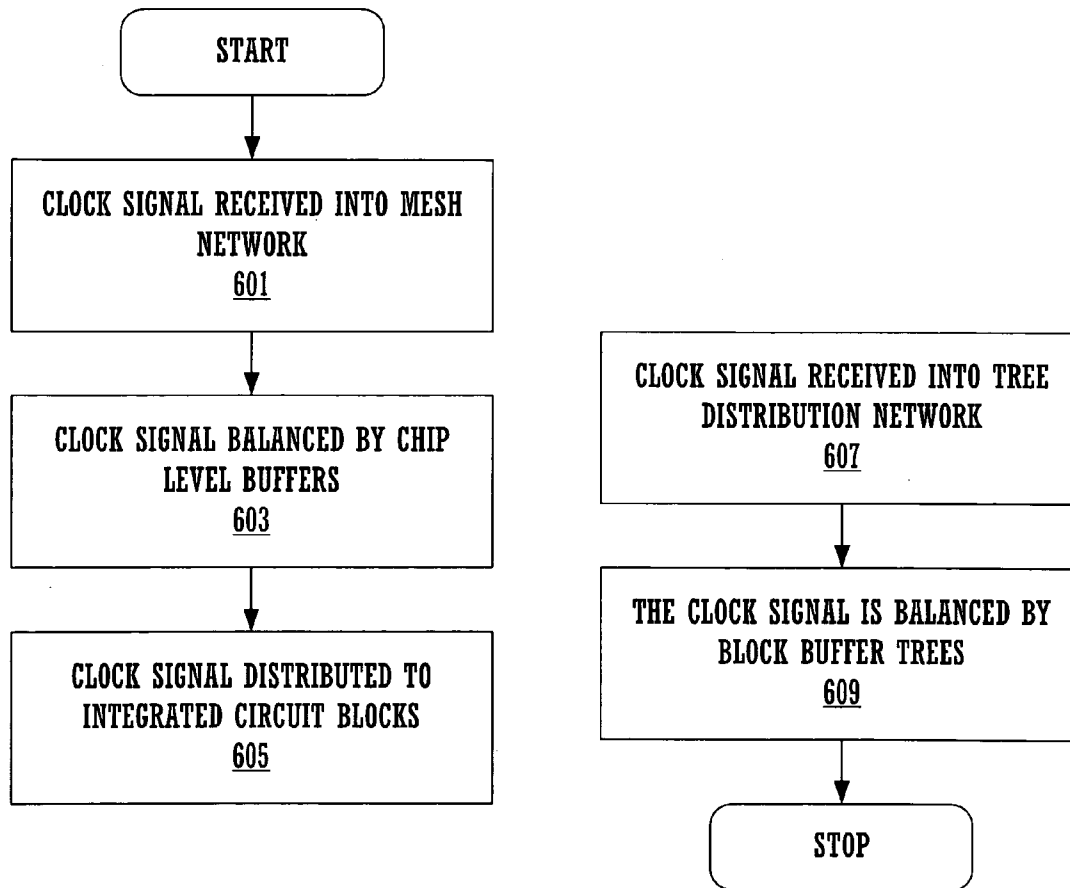 START
CLOCK SIGNAL RECEIVED INTO MESH
NETWORK
601
CLOCK SIGNAL BALANCED BY CHIP
LEVEL BUFFERS
603
CLOCK SIGNAL DISTRIBUTED TO
INTEGRATED CIRCUIT BLOCKS
605
CLOCK SIGNAL RECEIVED INTO TREE
DISTRIBUTION NETWORK
607
THE CLOCK SIGNAL IS BALANCED BY
BLOCK BUFFER TREES
609
STOP